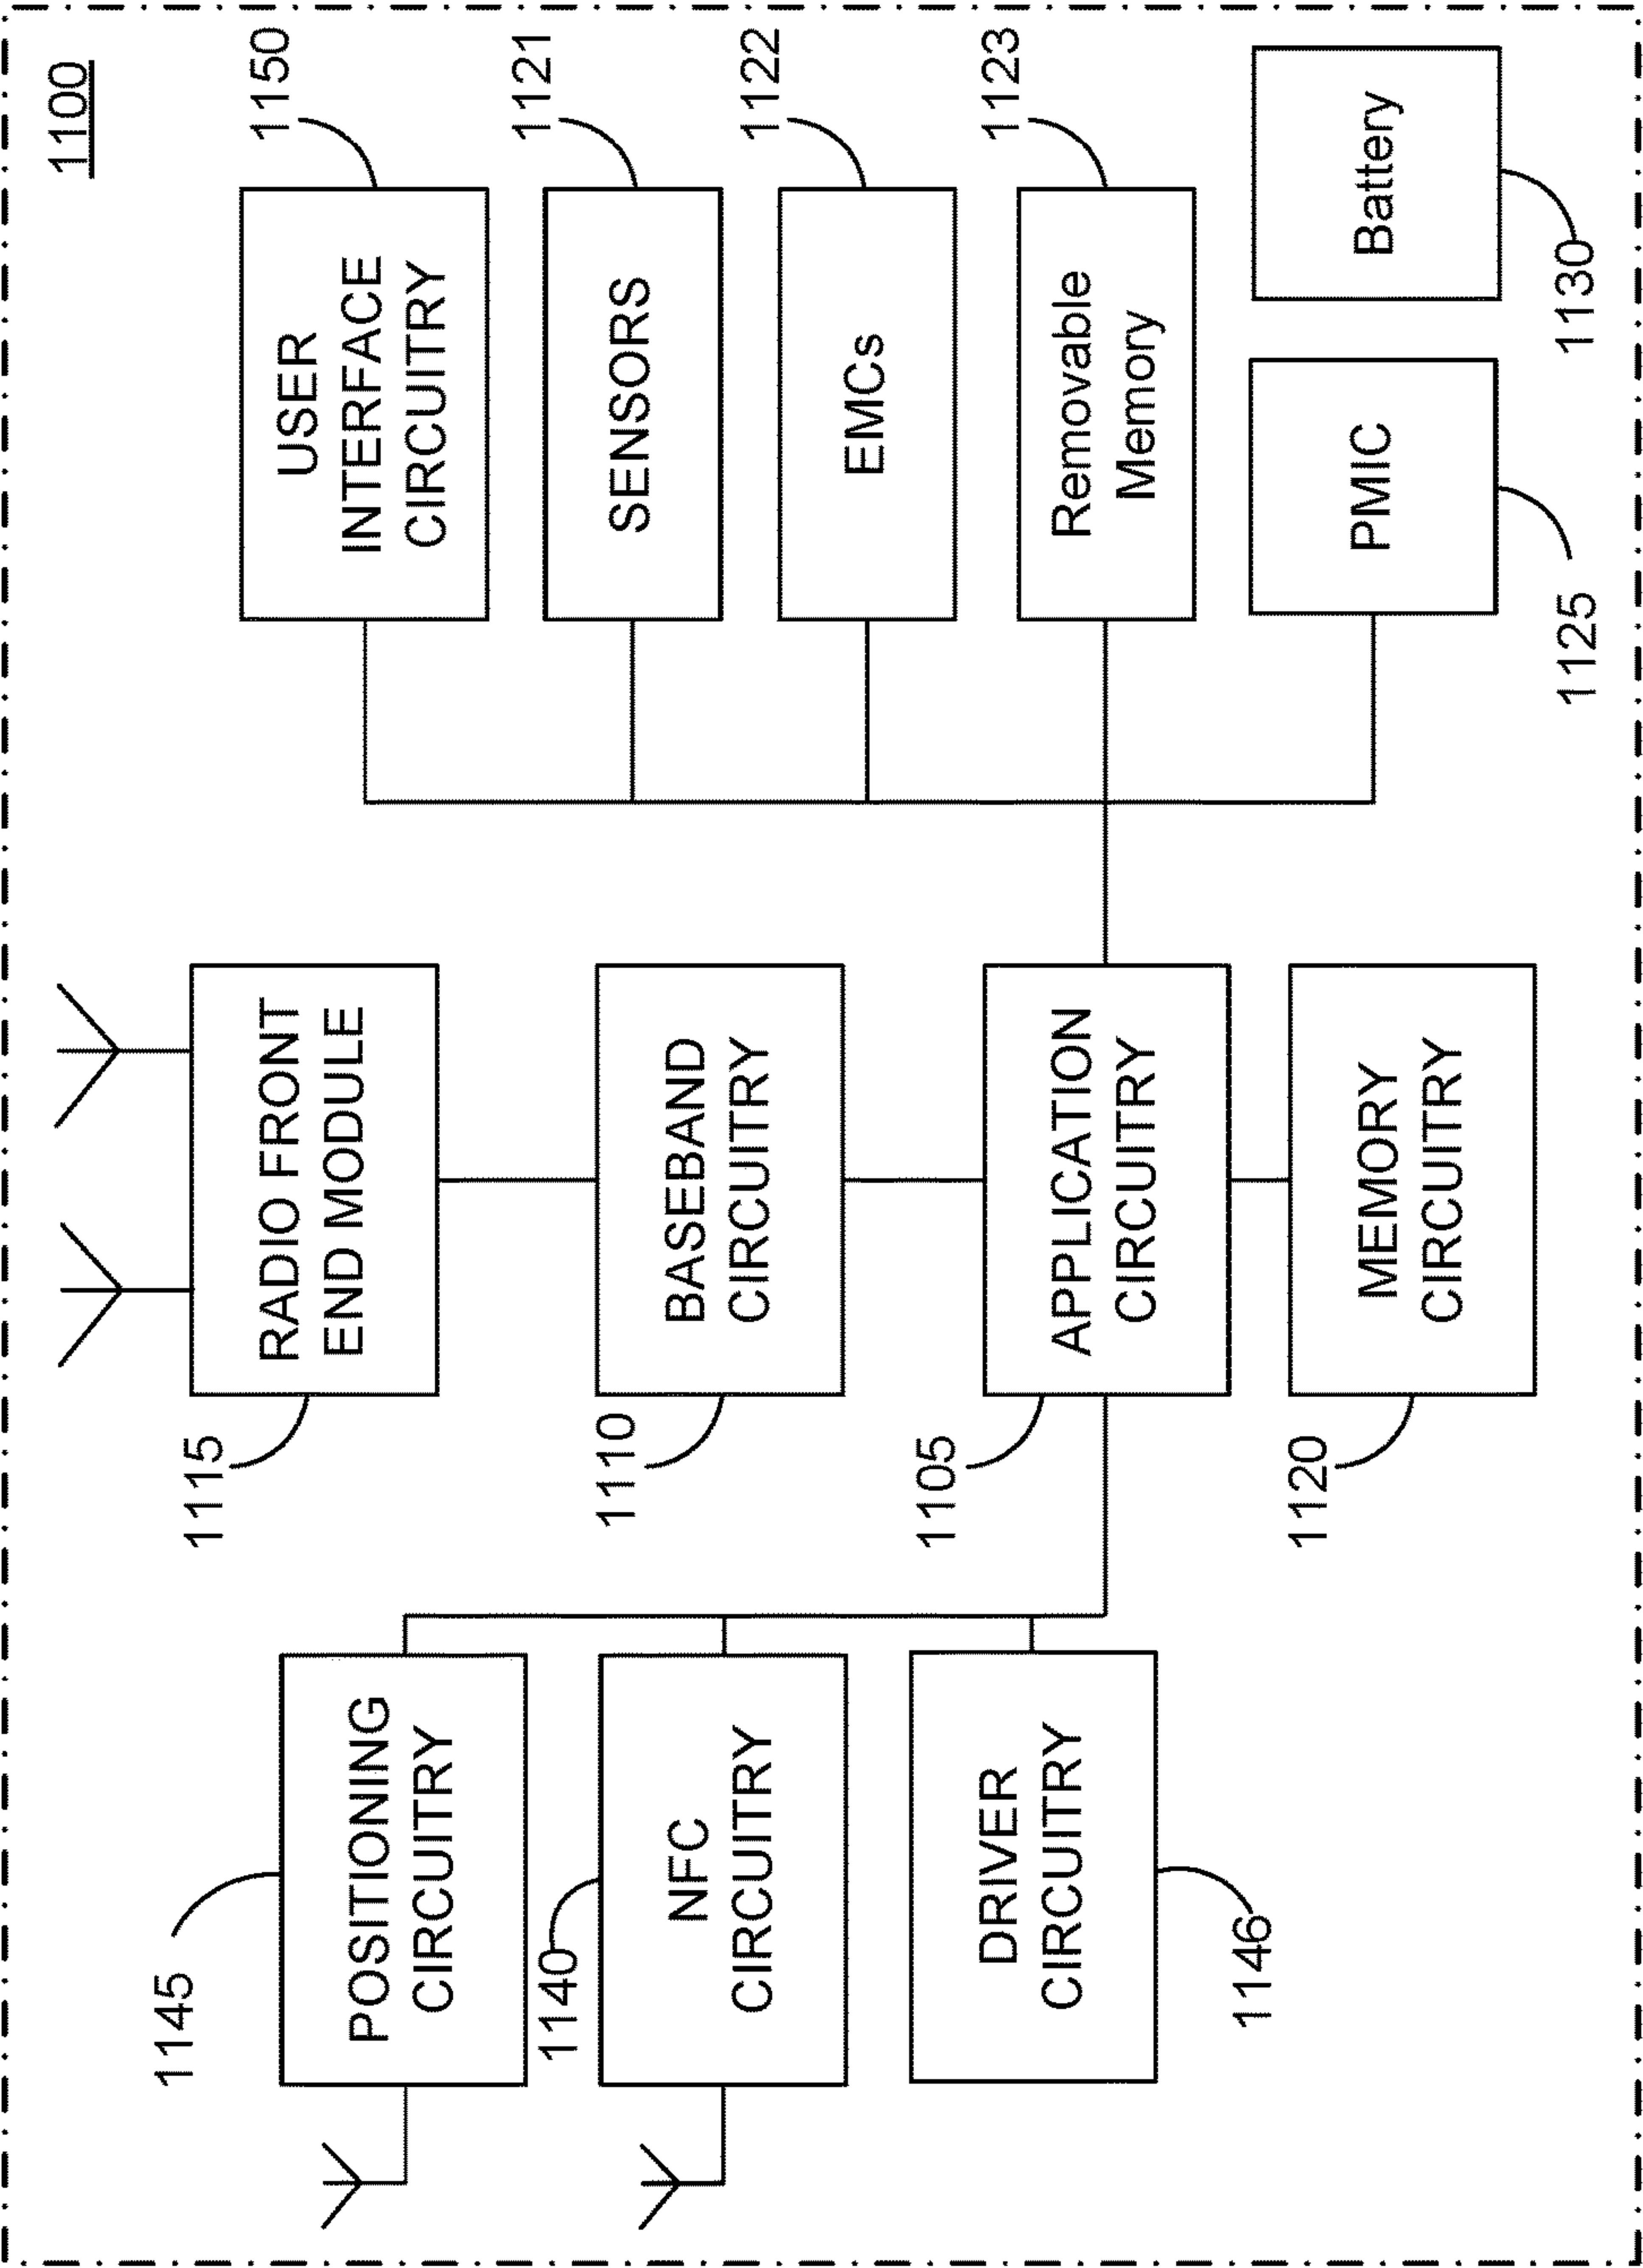 1100
1145
POSITIONING
CIRCUITRY
1140
NFC
CIRCUITRY
DRIVER
CIRCUITRY
1146
1115
RADIO FRONT
END MODULE
1110
BASEBAND
CIRCUITRY
1105
APPLICATION
CIRCUITRY
1120
MEMORY
CIRCUITRY
1150
USER
INTERFACE
CIRCUITRY
1121
SENSORS
1122
EMCs
1123
Removable
Memory
PMIC
1125
Battery
1130